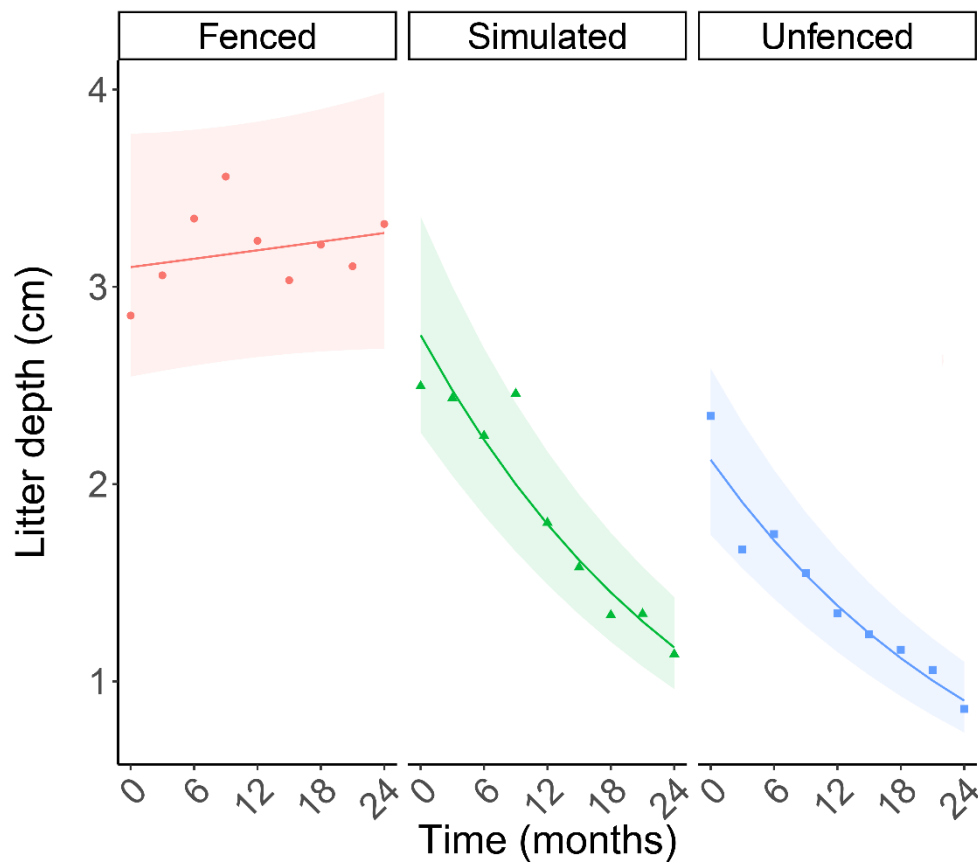 Fenced Simulated Unfenced
Litter depth (cm)
4
3
2
1
0 6 12 18 24 0 6 12 18 24 0 6 12 18 24
Time (months)